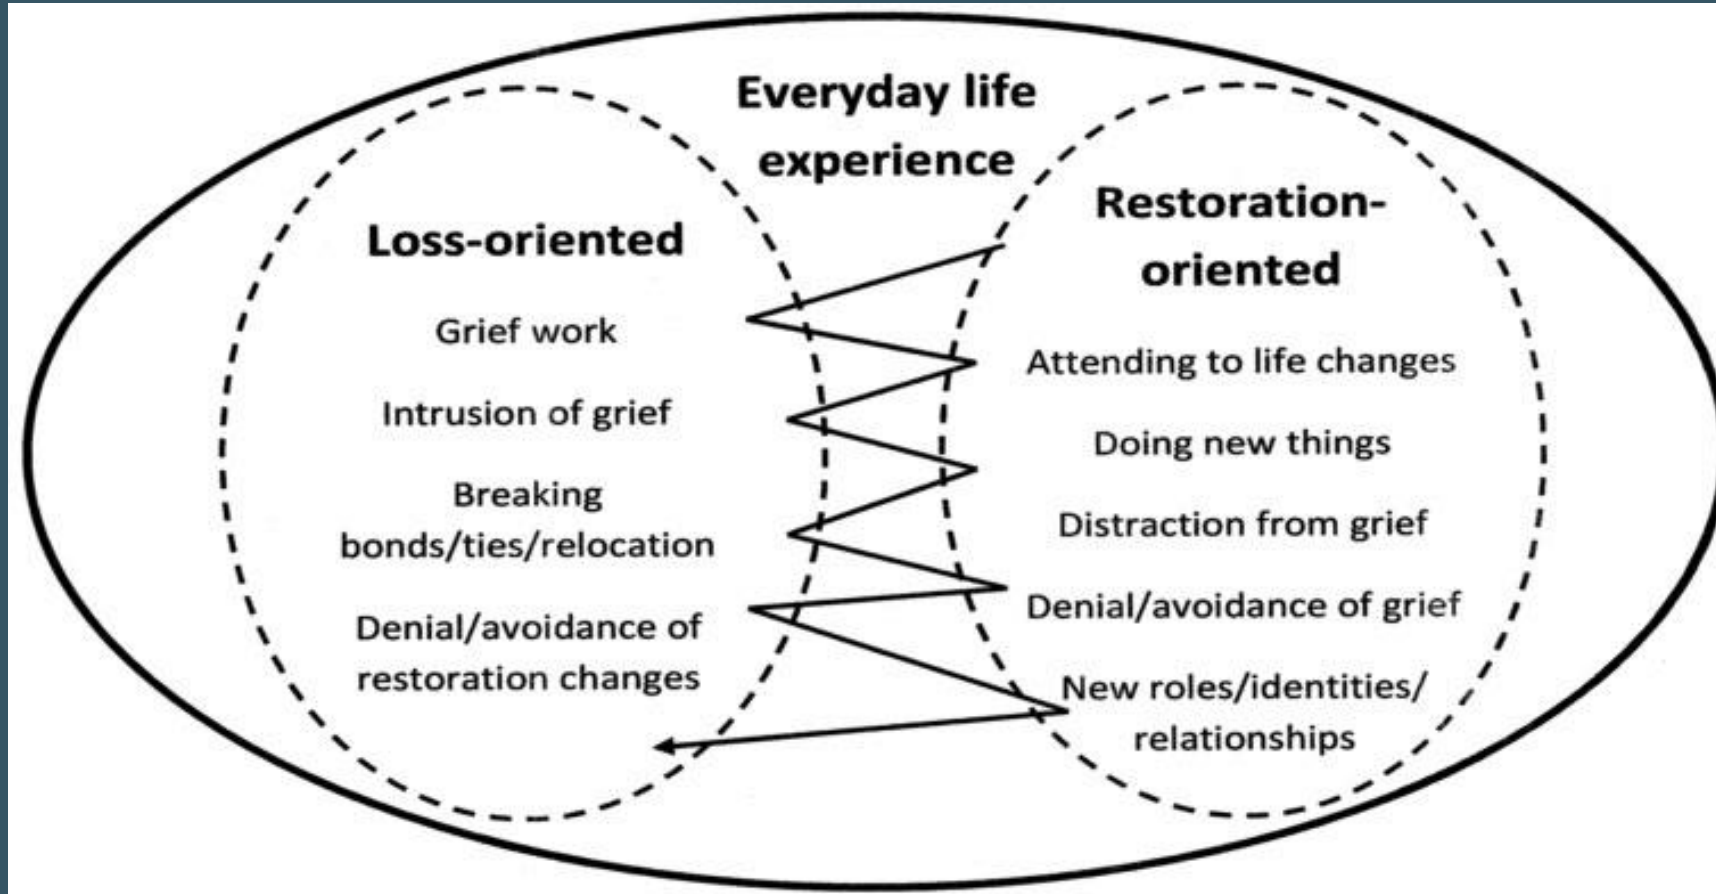 Everyday life
experience
Loss-oriented
Grief work
Intrusion of grief
Breaking
bonds/ties/relocation
Denial/avoidance of
restoration changes
Restoration-
oriented
Attending to life changes
Doing new things
Distraction from grief
Denial/avoidance of grief
New roles/identities/
relationships